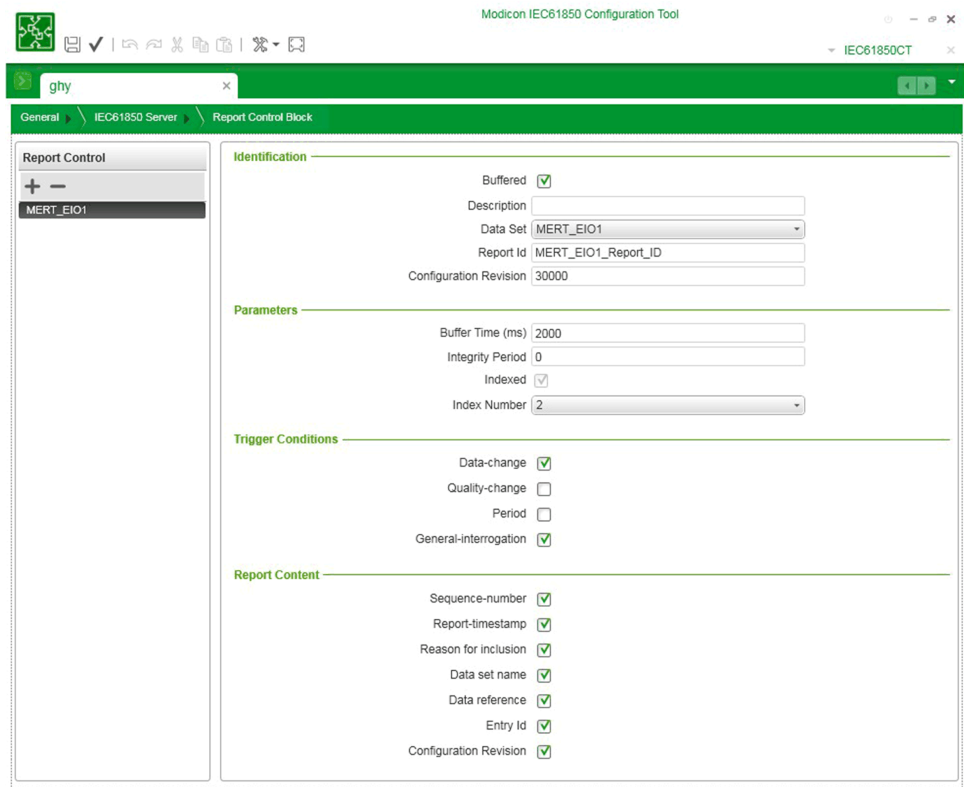 Modicon IEC61850 Configuration Tool
IEC61850CT
ghy
General IEC61850 Server Report Control Block
Report Control
MERT_EIO1
Identification
Buffered
Description
Data Set MERT_EIO1
Report Id MERT_EIO1_Report_ID
Configuration Revision 30000
Parameters
Buffer Time (ms) 2000
Integrity Period 0
Indexed
Index Number 2
Trigger Conditions
Data-change
Quality-change
Period
General-interrogation
Report Content
Sequence-number
Report-timestamp
Reason for inclusion
Data set name
Data reference
Entry Id
Configuration Revision